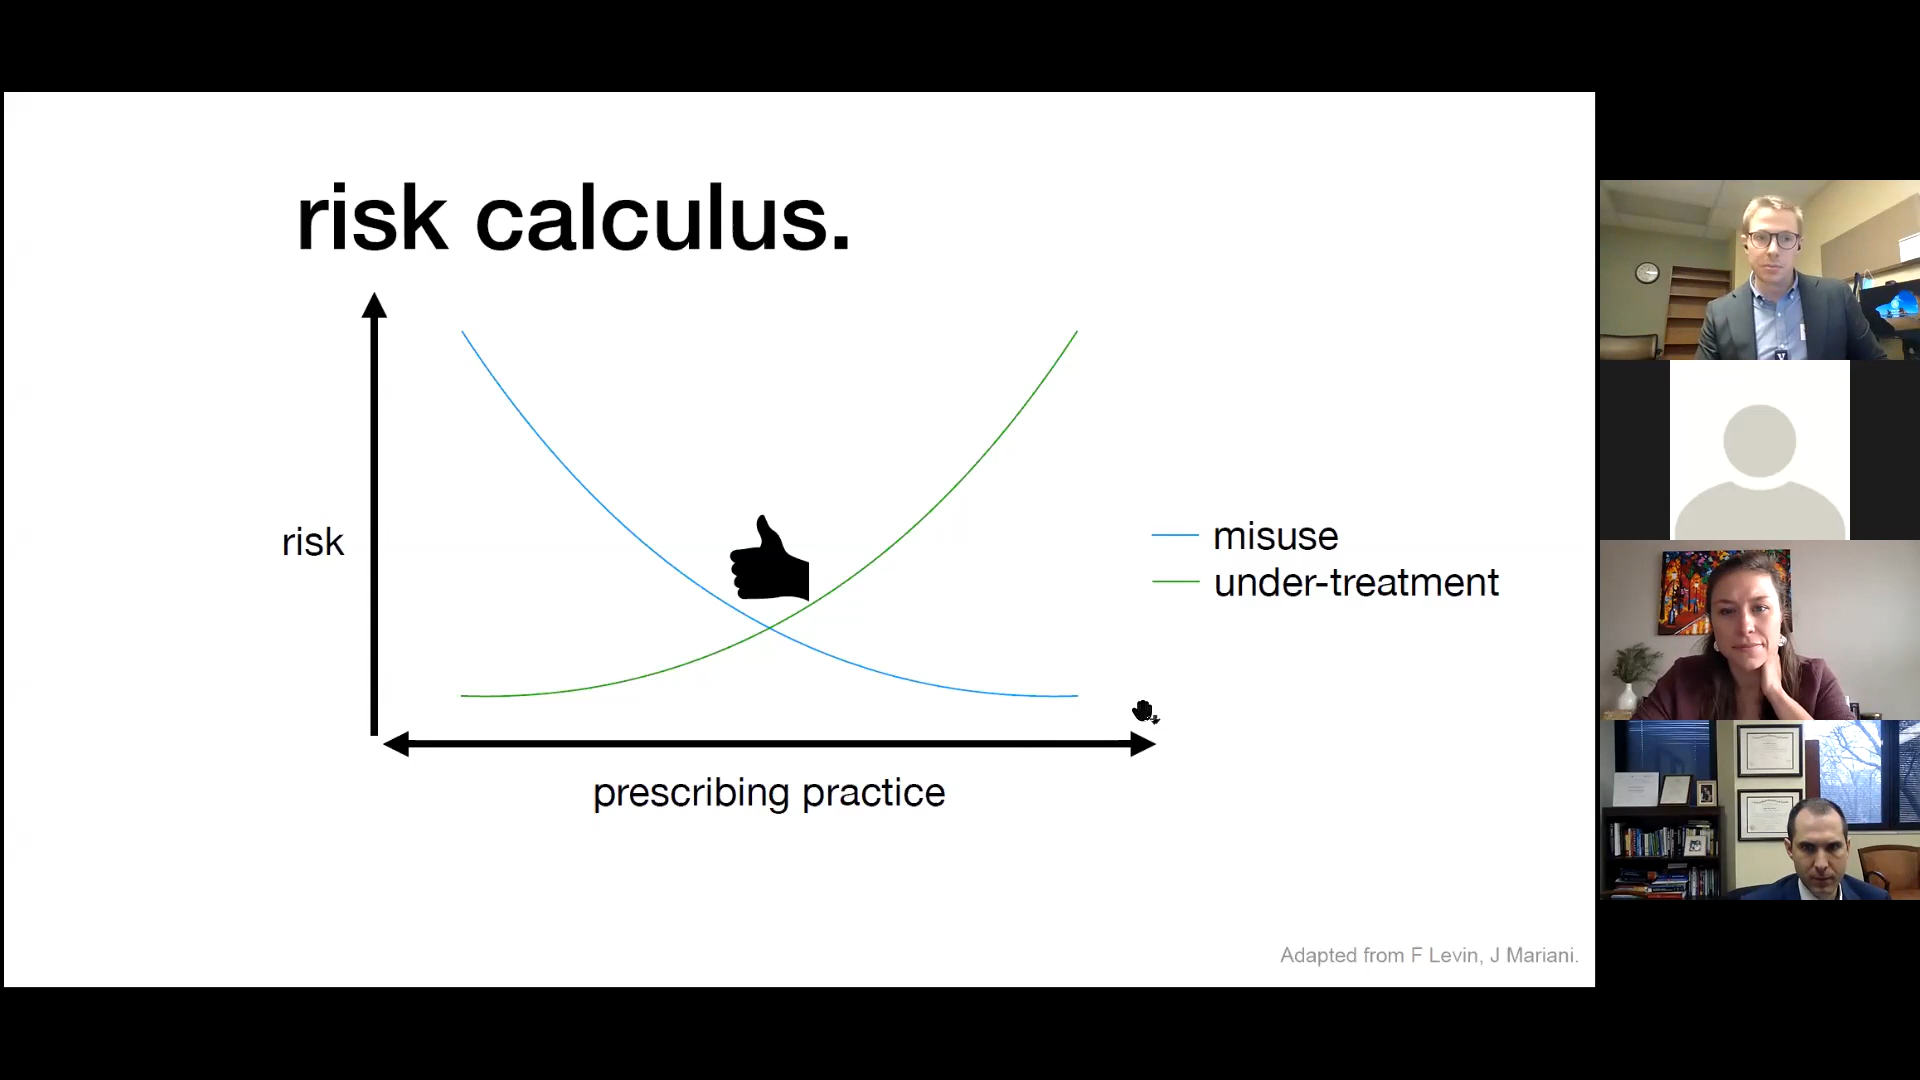 risk calculus.
risk
misuse
under-treatment
prescribing practice
Adapted from F Levin, J Mariani.